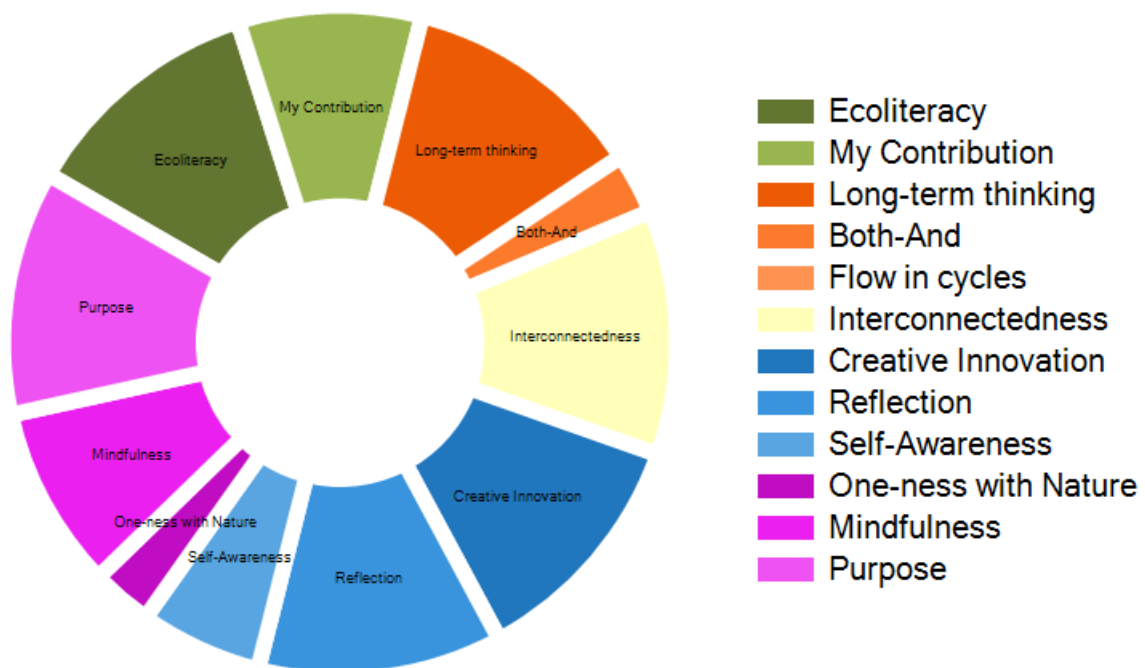 My Contribution
Long-term thinking
Ecoliteracy
Both-And
Purpose
Interconnectedness
Mindfulness
Creative Innovation
One-ness with Nature
Self-Awareness
Reflection
Ecoliteracy
My Contribution
Long-term thinking
Both-And
Flow in cycles
Interconnectedness
Creative Innovation
Reflection
Self-Awareness
One-ness with Nature
Mindfulness
Purpose